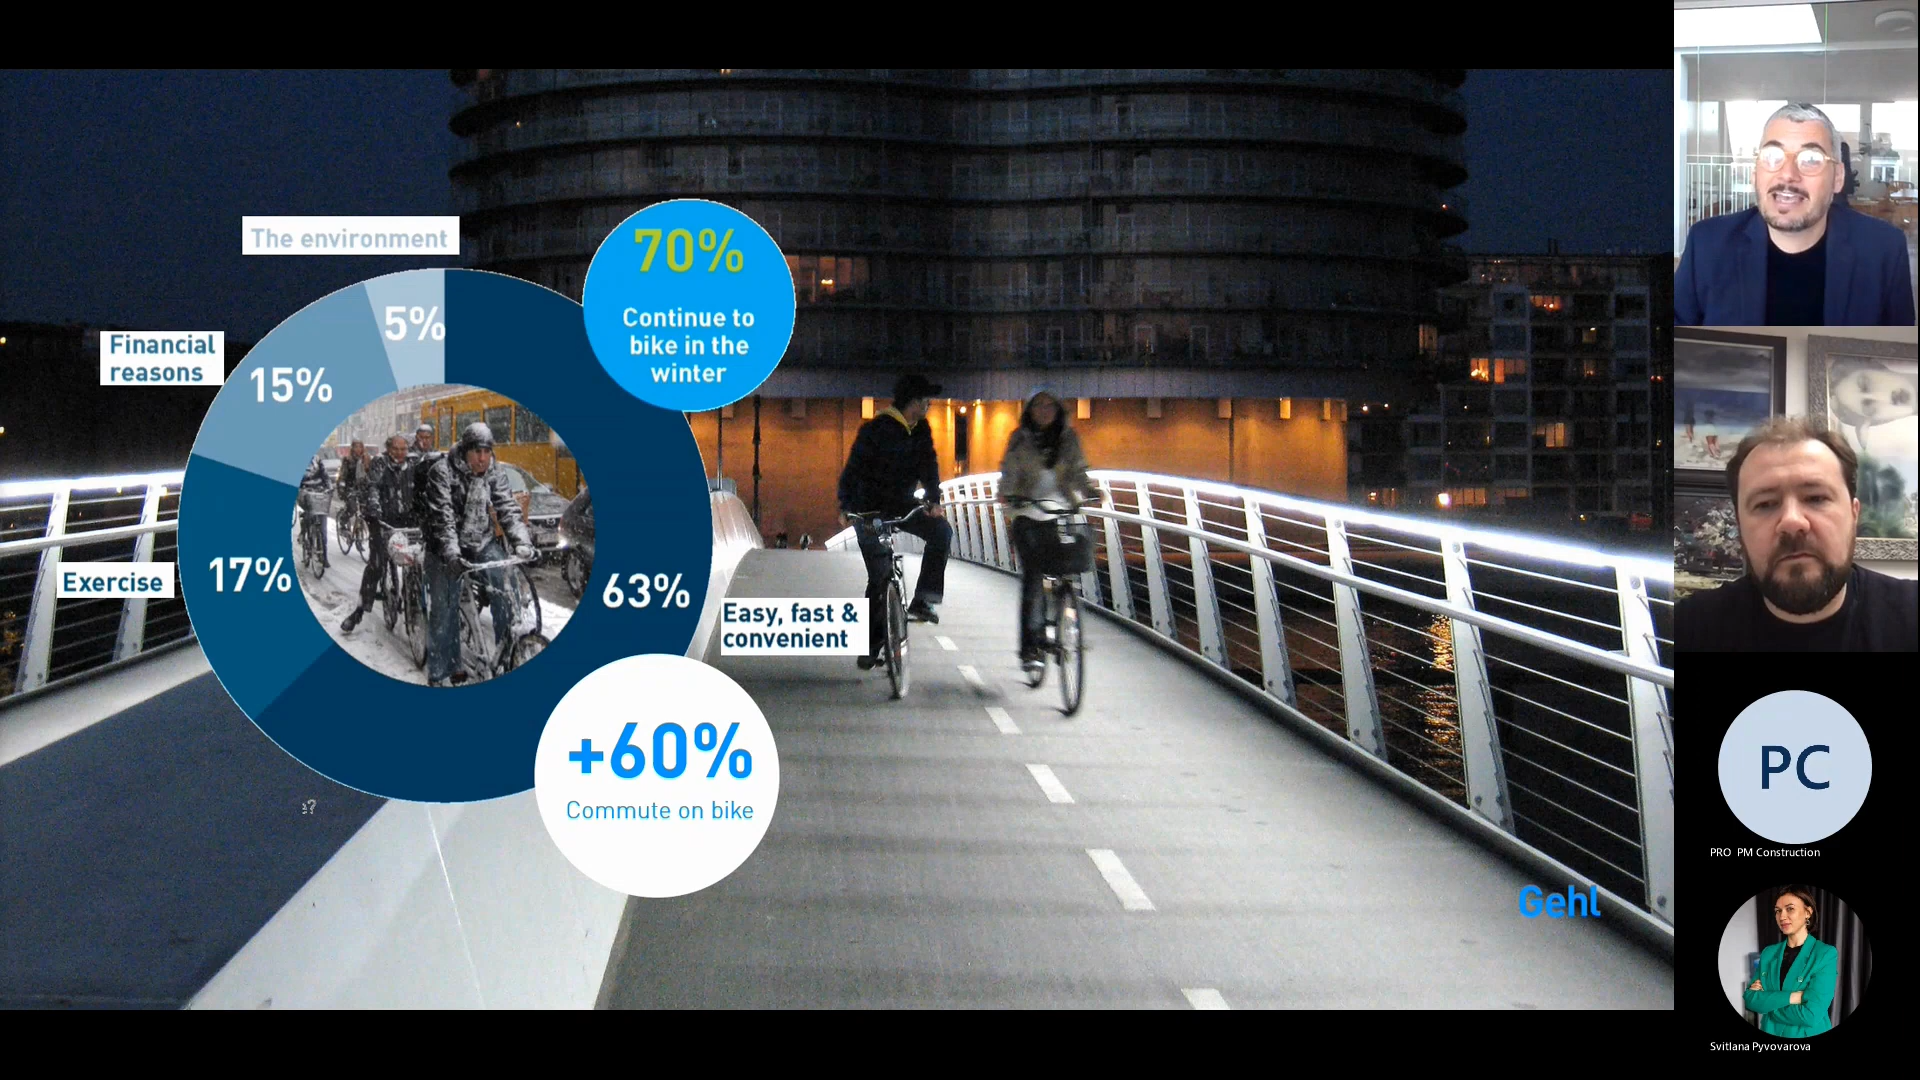 The environment
5%
Financial
reasons
15%
Exercise
17%
63%
Easy, fast &
convenient
70%
Continue to
bike in the
winter
+60%
Commute on bike
Gehl
PC
PRO PM Construction
Svitlana Pyvovarova